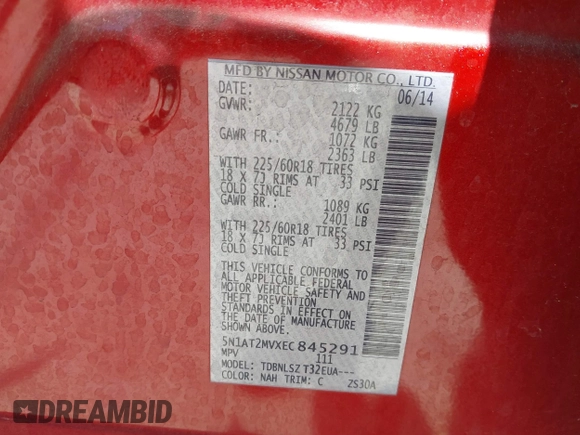 MFD BY NISSAN MOTOR CO., LTD.
DATE: 06/14
GVWR: 2122 KG
4679 LB
GAWR FR.: 1072 KG
2363 LB
WITH 225/60R18 TIRES
18 X 7J RIMS AT 33 PSI
COLD SINGLE
GAWR RR.: 1089 KG
2401 LB
WITH 225/60R18 TIRES
18 X 7J RIMS AT 33 PSI
COLD SINGLE
THIS VEHICLE CONFORMS TO
ALL APPLICABLE FEDERAL
MOTOR VEHICLE SAFETY AND
THEFT PREVENTION
STANDARDS IN EFFECT ON
THE DATE OF MANUFACTURE
SHOWN ABOVE.
5N1AT2MVXEC845291
MPV 111
MODEL: TDBNLSZ T32EUA---
COLOR: NAH TRIM: C ZS30A
DREAMBID